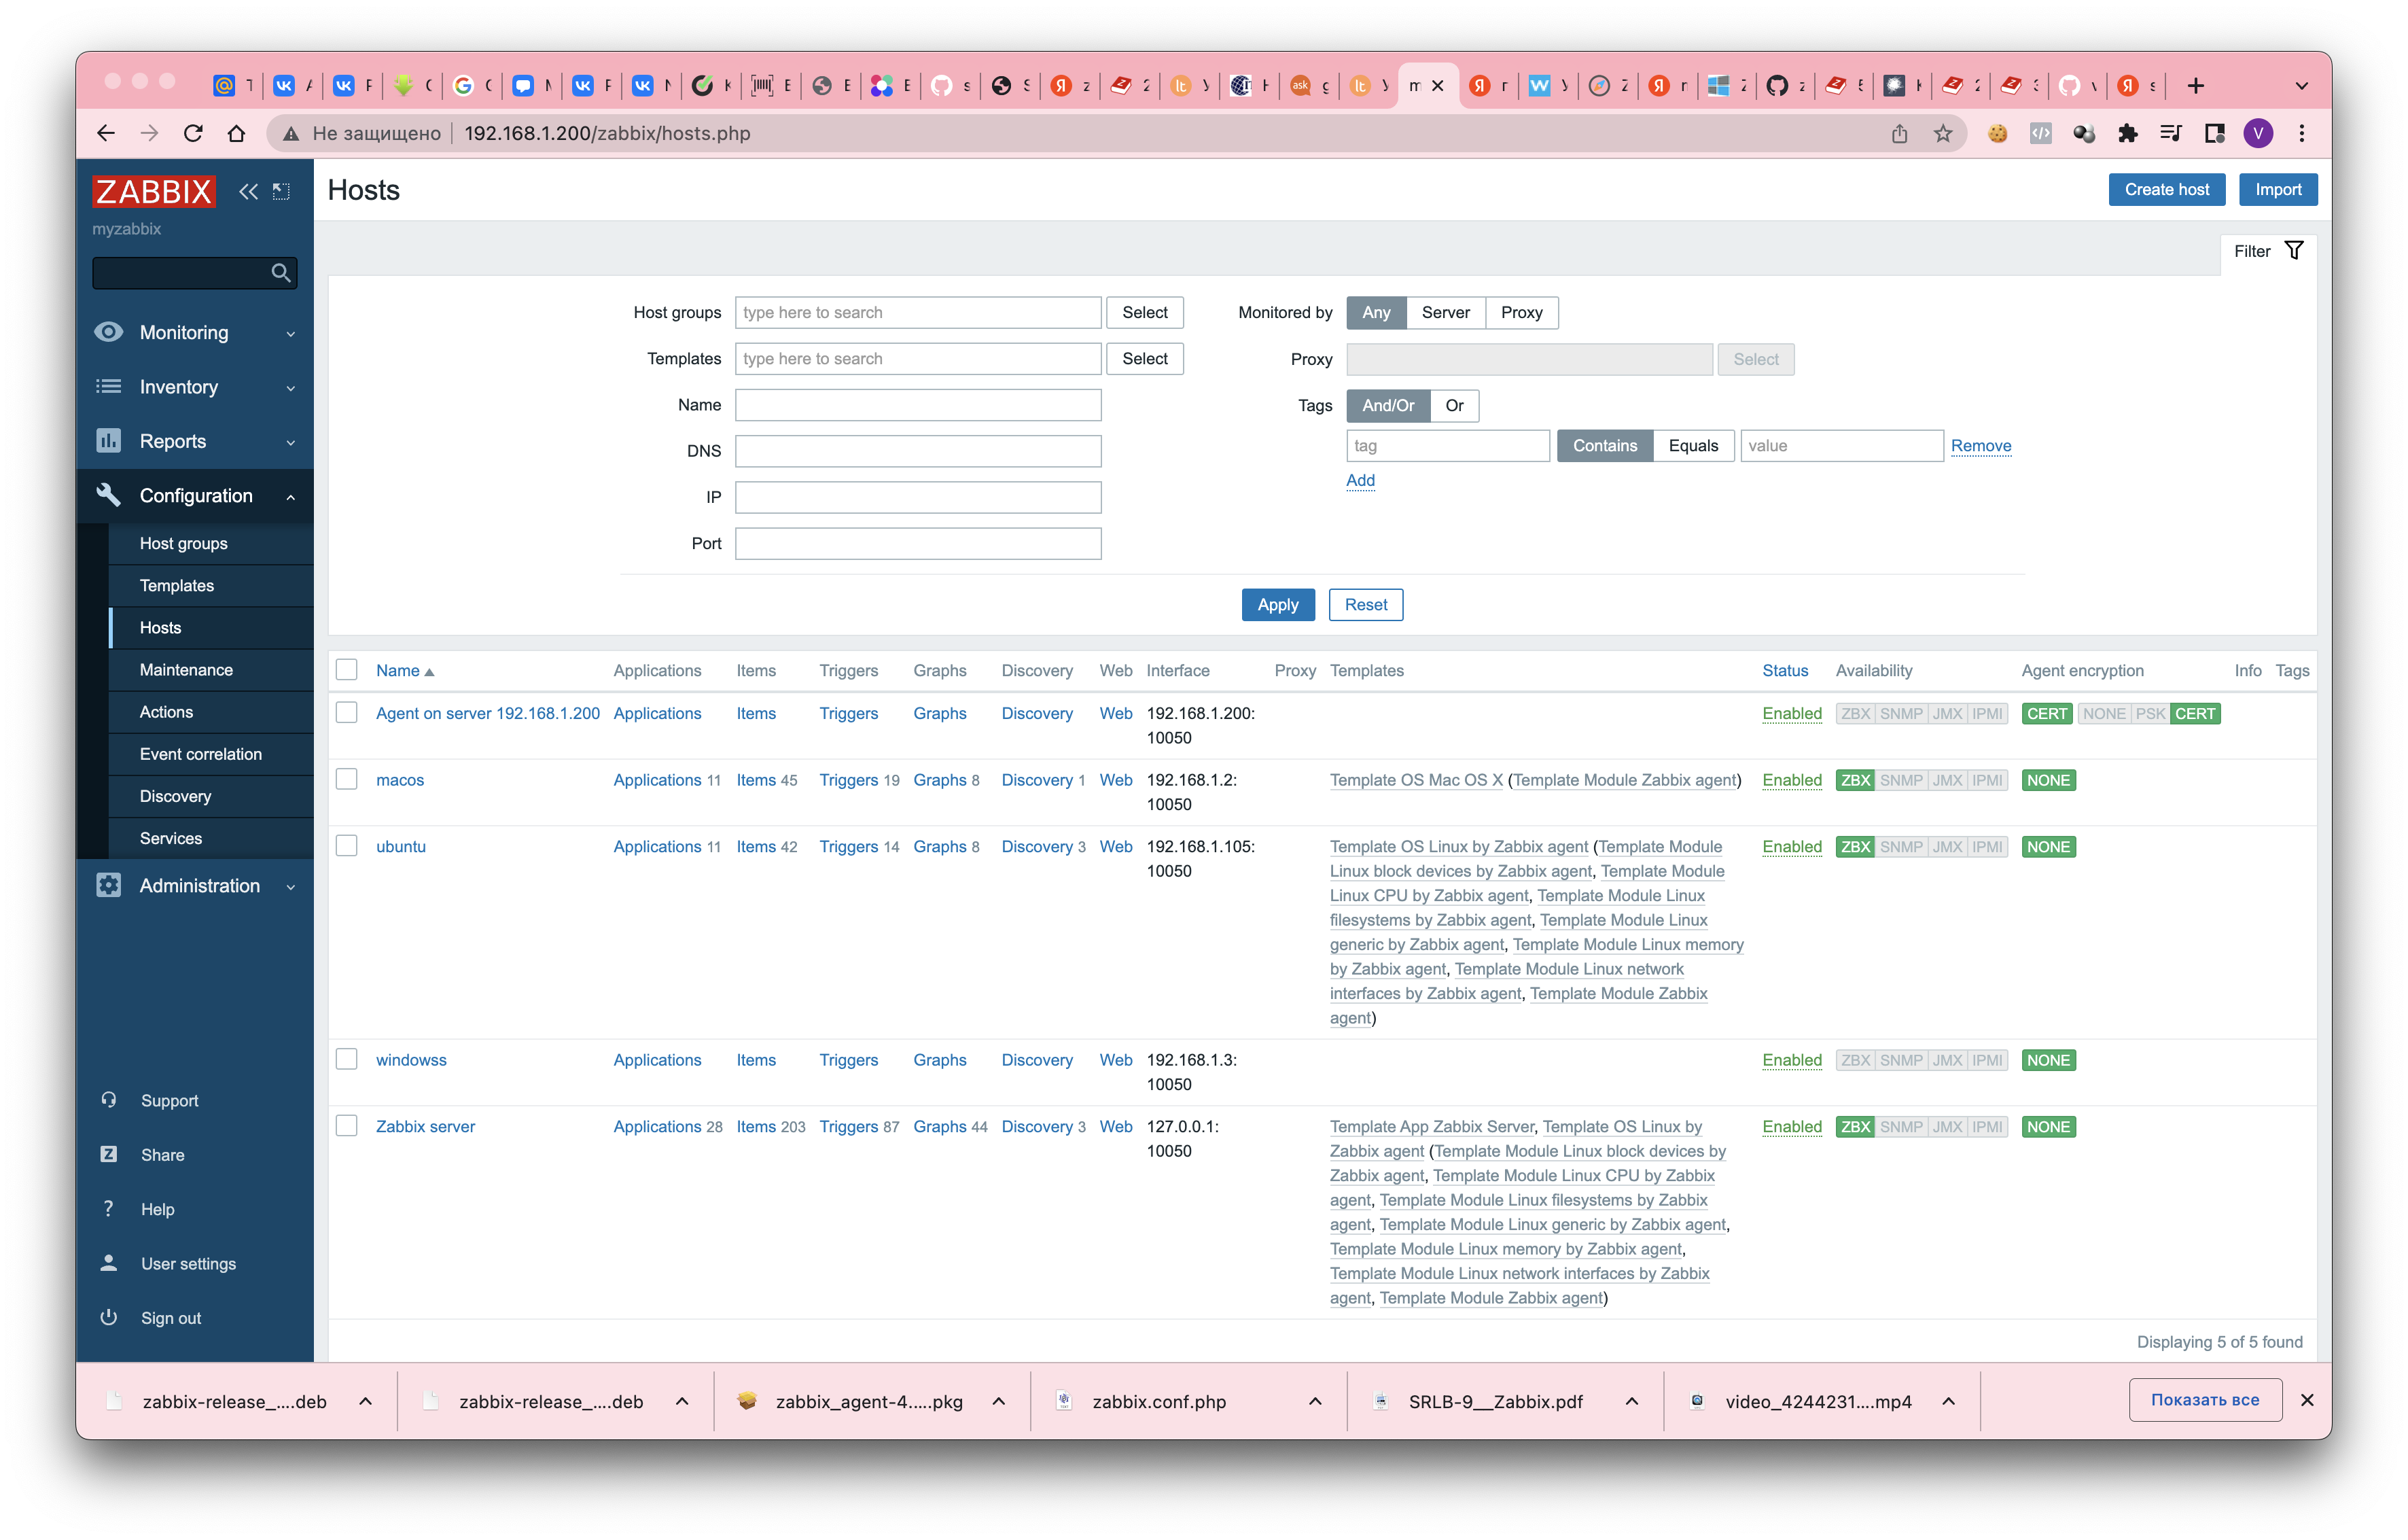 Не защищено 192.168.1.200/zabbix/hosts.php
V
ZABBIX
myzabbix
Monitoring
Inventory
Reports
Configuration
Host groups
Templates
Hosts
Maintenance
Actions
Event correlation
Discovery
Services
Administration
Support
Share
Help
User settings
Sign out
Hosts
Create host Import
Filter
Host groups type here to search Select
Templates type here to search Select
Name
DNS
IP
Port
Monitored by Any Server Proxy
Proxy Select
Tags And/Or Or
tag Contains Equals value Remove
Add
Apply Reset
Name Applications Items Triggers Graphs Discovery Web Interface Proxy Templates Status Availability Agent encryption Info Tags
Agent on server 192.168.1.200 Applications Items Triggers Graphs Discovery Web 192.168.1.200: Enabled ZBX SNMP JMX IPMI CERT NONE PSK CERT
10050
macos Applications 11 Items 45 Triggers 19 Graphs 8 Discovery 1 Web 192.168.1.2: Template OS Mac OS X (Template Module Zabbix agent) Enabled ZBX SNMP JMX IPMI NONE
10050
ubuntu Applications 11 Items 42 Triggers 14 Graphs 8 Discovery 3 Web 192.168.1.105: Template OS Linux by Zabbix agent (Template Module Enabled ZBX SNMP JMX IPMI NONE
10050 Linux block devices by Zabbix agent, Template Module
Linux CPU by Zabbix agent, Template Module Linux
filesystems by Zabbix agent, Template Module Linux
generic by Zabbix agent, Template Module Linux memory
by Zabbix agent, Template Module Linux network
interfaces by Zabbix agent, Template Module Zabbix
agent)
windowss Applications Items Triggers Graphs Discovery Web 192.168.1.3: Enabled ZBX SNMP JMX IPMI NONE
10050
Zabbix server Applications 28 Items 203 Triggers 87 Graphs 44 Discovery 3 Web 127.0.0.1: Template App Zabbix Server, Template OS Linux by Enabled ZBX SNMP JMX IPMI NONE
10050 Zabbix agent (Template Module Linux block devices by
Zabbix agent, Template Module Linux CPU by Zabbix
agent, Template Module Linux filesystems by Zabbix
agent, Template Module Linux generic by Zabbix agent,
Template Module Linux memory by Zabbix agent,
Template Module Linux network interfaces by Zabbix
agent, Template Module Zabbix agent)
Displaying 5 of 5 found
zabbix-release_....deb zabbix-release_....deb zabbix_agent-4.....pkg zabbix.conf.php SRLB-9__Zabbix.pdf video_4244231....mp4 Показать все